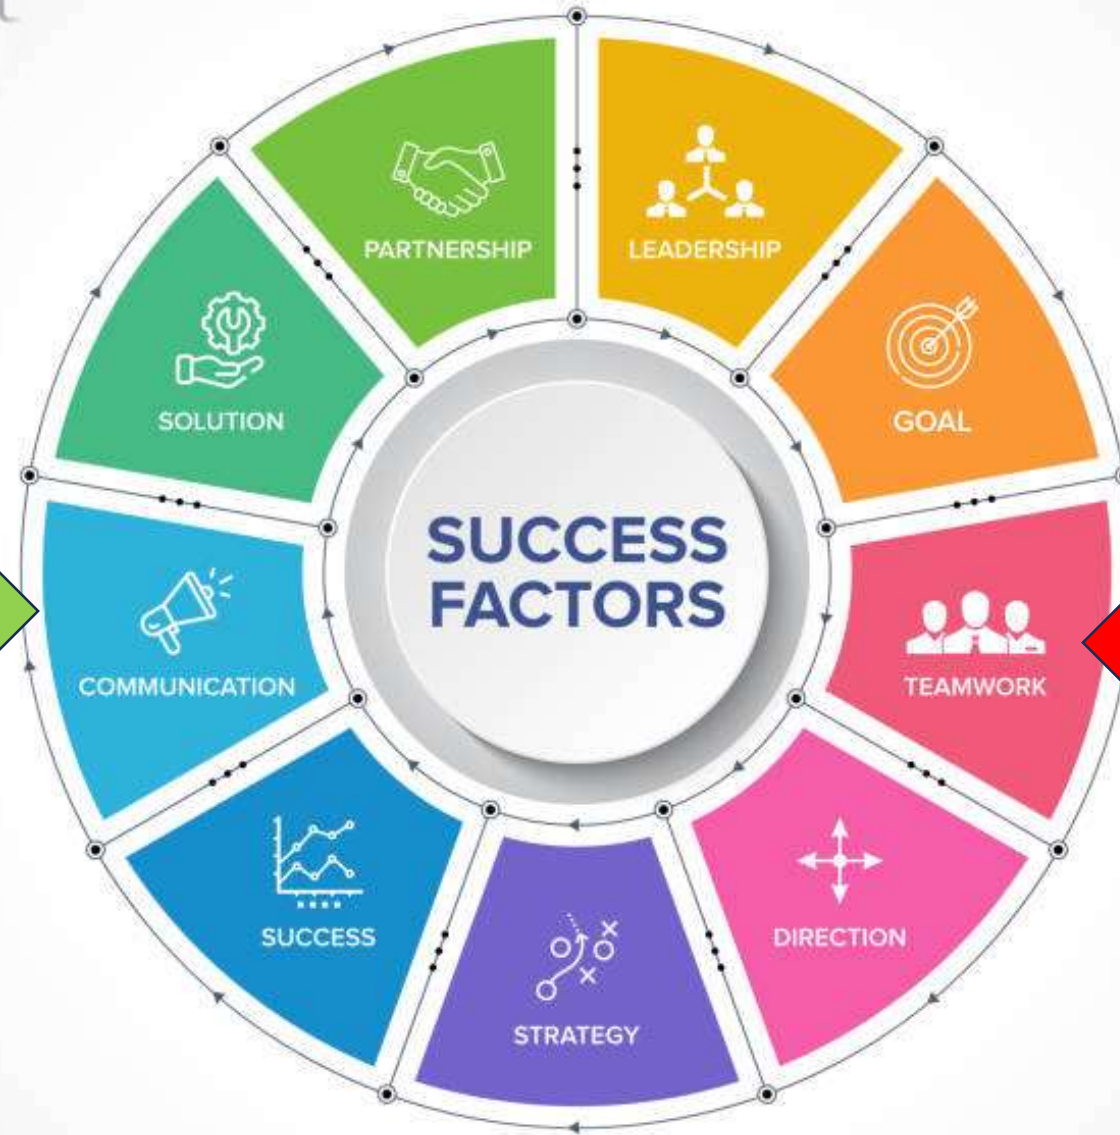 PARTNERSHIP
LEADERSHIP
SOLUTION
GOAL
SUCCESS
FACTORS
COMMUNICATION
TEAMWORK
SUCCESS
DIRECTION
STRATEGY